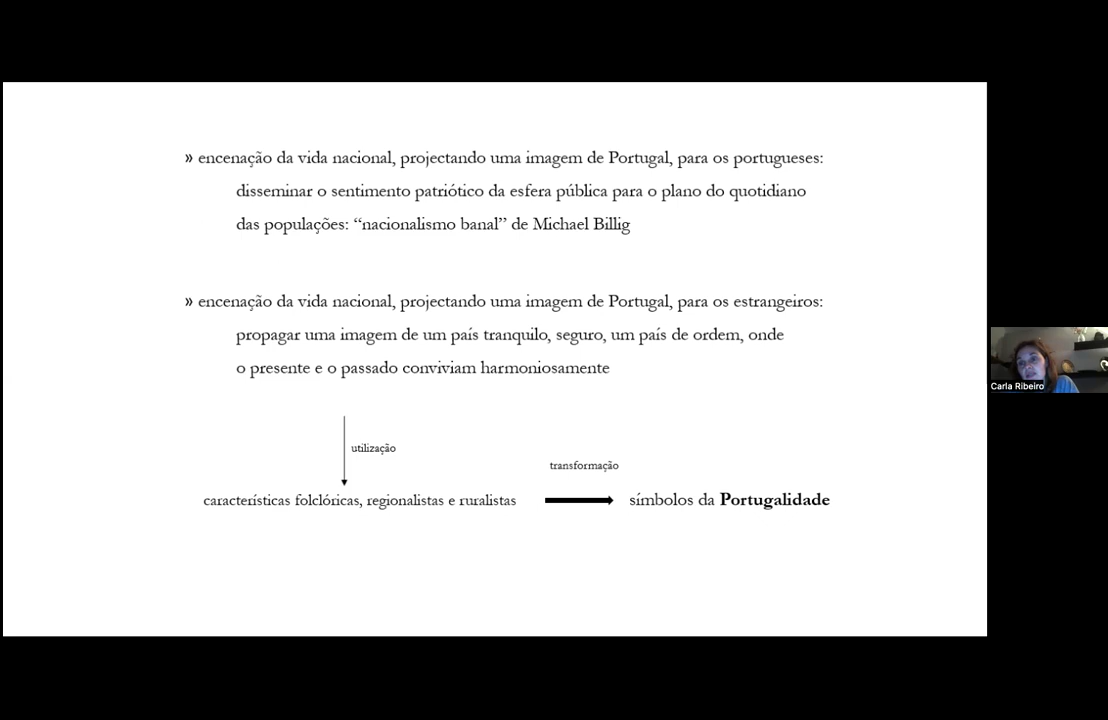 » encenação da vida nacional, projectando uma imagem de Portugal, para os portugueses:
disseminar o sentimento patriótico da esfera pública para o plano do quotidiano
das populações: “nacionalismo banal” de Michael Billig
» encenação da vida nacional, projectando uma imagem de Portugal, para os estrangeiros:
propagar uma imagem de um país tranquilo, seguro, um país de ordem, onde
o presente e o passado conviviam harmoniosamente
utilização
transformação
características folclóricas, regionalistas e ruralistas
símbolos da Portugalidade
Carla Ribeiro